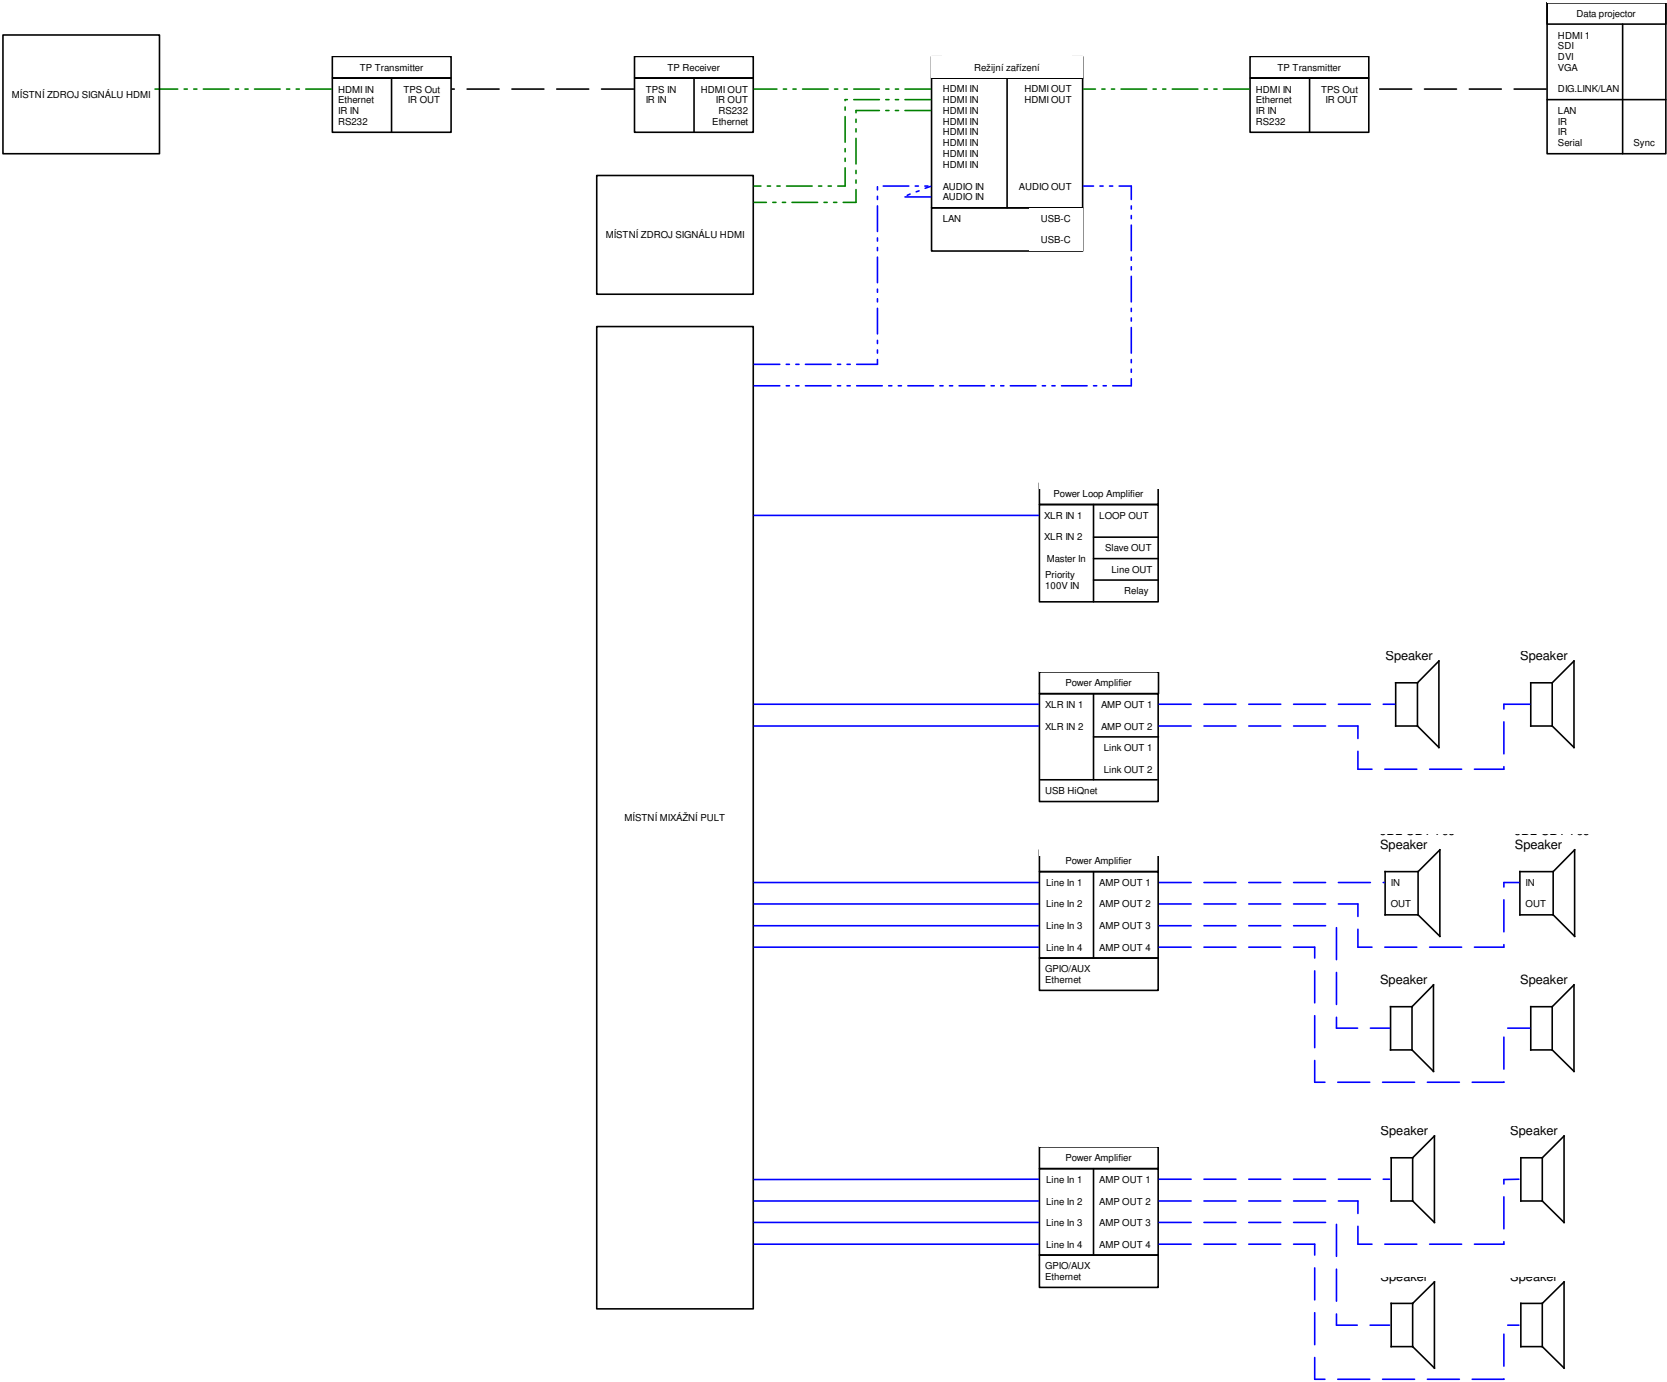 MÍSTNÍ ZDROJ SIGNÁLU HDMI
TP Transmitter
HDMI IN
Ethernet
IR IN
RS232
TPS Out
IR OUT
TP Receiver
TPS IN
IR IN
HDMI OUT
IR OUT
RS232
Ethernet
Režijní zařízení
HDMI IN
HDMI IN
HDMI IN
HDMI IN
HDMI IN
HDMI IN
HDMI IN
HDMI IN
AUDIO IN
AUDIO IN
HDMI OUT
HDMI OUT
AUDIO OUT
LAN
USB-C
USB-C
TP Transmitter
HDMI IN
Ethernet
IR IN
RS232
TPS Out
IR OUT
Data projector
HDMI 1
SDI
DVI
VGA
DIG.LINK/LAN
LAN
IR
IR
Serial
Sync
MÍSTNÍ ZDROJ SIGNÁLU HDMI
MÍSTNÍ MIXÁŽNÍ PULT
Power Loop Amplifier
XLR IN 1
XLR IN 2
Master In
Priority
100V IN
LOOP OUT
Slave OUT
Line OUT
Relay
Power Amplifier
XLR IN 1
XLR IN 2
AMP OUT 1
AMP OUT 2
Link OUT 1
Link OUT 2
USB HiQnet
Speaker
Speaker
Power Amplifier
Line In 1
Line In 2
Line In 3
Line In 4
AMP OUT 1
AMP OUT 2
AMP OUT 3
AMP OUT 4
GPIO/AUX
Ethernet
Speaker
IN
OUT
Speaker
IN
OUT
Speaker
Speaker
Power Amplifier
Line In 1
Line In 2
Line In 3
Line In 4
AMP OUT 1
AMP OUT 2
AMP OUT 3
AMP OUT 4
GPIO/AUX
Ethernet
Speaker
Speaker
Speaker
Speaker